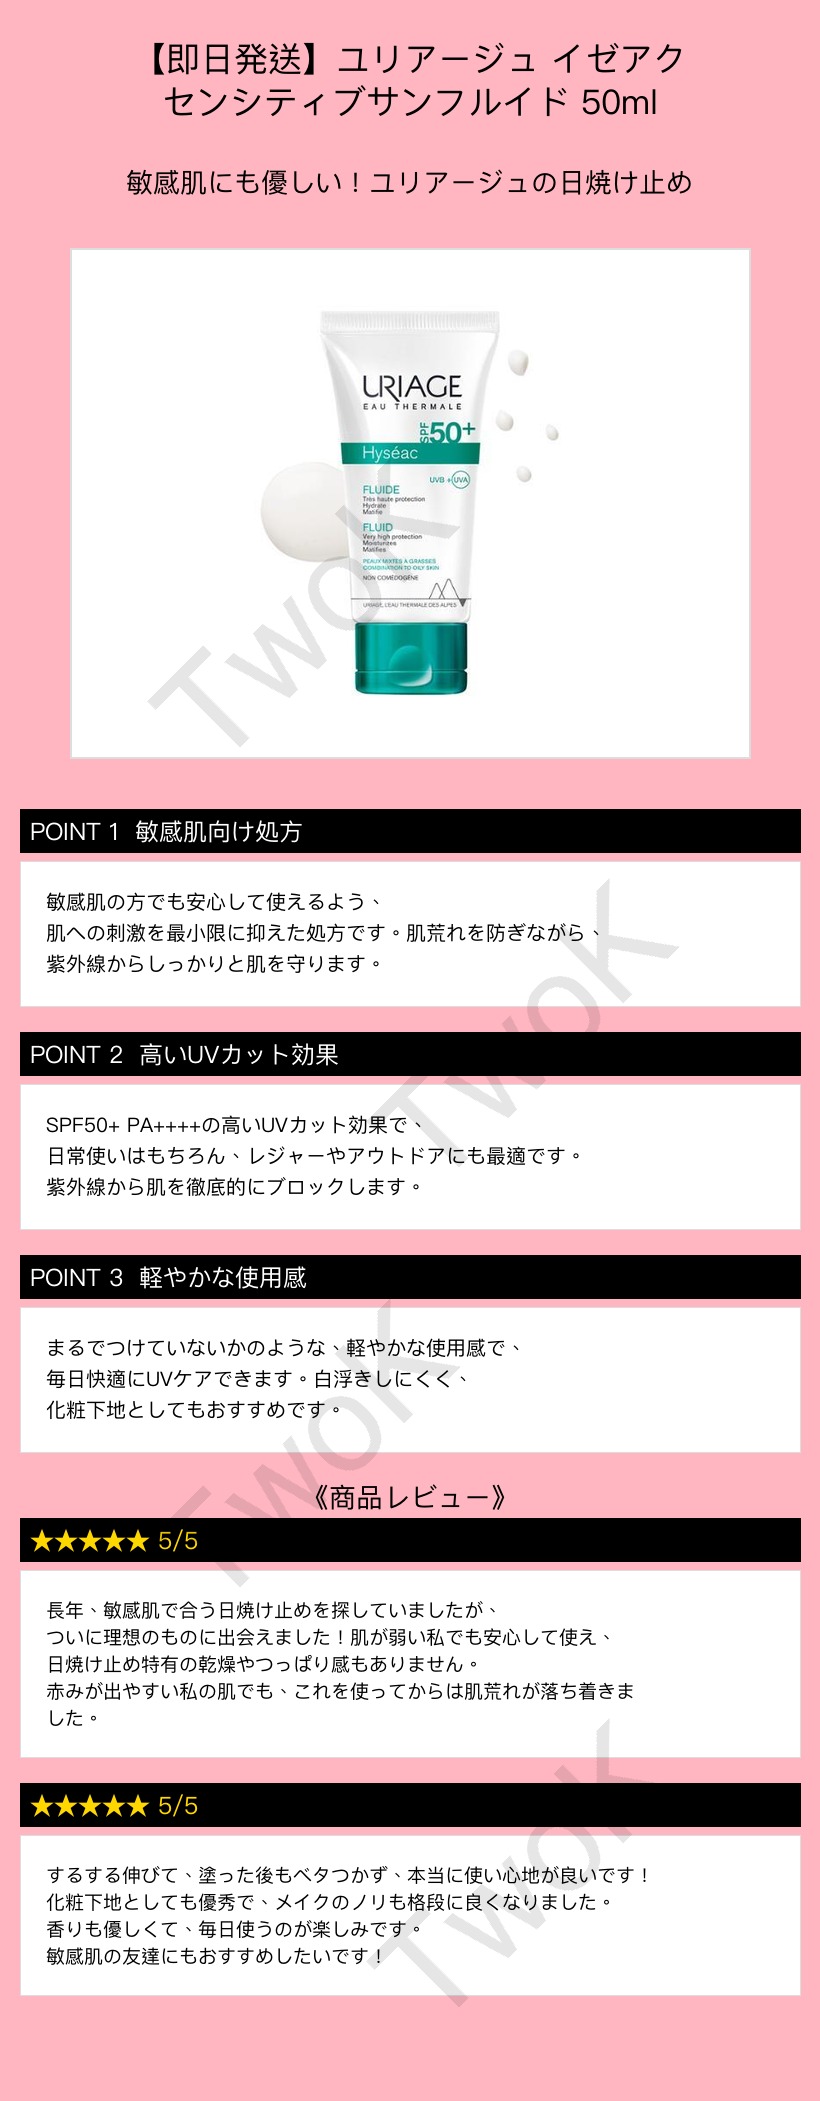 【即日発送】ユリアージュ イゼアク
センシティブサンフルイド 50ml
敏感肌にも優しい！ユリアージュの日焼け止め
URIAGE
EAU THERMALE
SPF 50+
Hyséac
UVB + UVA
FLUIDE
Très haute protection
Hydrate
Matifie
FLUID
Very high protection
Moisturizes
Matifies
PEAUX MIXTES À GRASSES
COMBINATION TO OILY SKIN
NON COMÉDOGÈNE
URIAGE, L'EAU THERMALE DES ALPES
TwoK
POINT 1 敏感肌向け処方
敏感肌の方でも安心して使えるよう、
肌への刺激を最小限に抑えた処方です。肌荒れを防ぎながら、
紫外線からしっかりと肌を守ります。
TwoK
POINT 2 高いUVカット効果
SPF50+ PA++++の高いUVカット効果で、
日常使いはもちろん、レジャーやアウトドアにも最適です。
紫外線から肌を徹底的にブロックします。
POINT 3 軽やかな使用感
まるでつけていないかのような、軽やかな使用感で、
毎日快適にUVケアできます。白浮きしにくく、
化粧下地としてもおすすめです。
TwoK
《商品レビュー》
★★★★★ 5/5
長年、敏感肌で合う日焼け止めを探していましたが、
ついに理想のものに出会えました！肌が弱い私でも安心して使え、
日焼け止め特有の乾燥やつっぱり感もありません。
赤みが出やすい私の肌でも、これを使ってからは肌荒れが落ち着きま
した。
★★★★★ 5/5
するする伸びて、塗った後もベタつかず、本当に使い心地が良いです！
化粧下地としても優秀で、メイクのノリも格段に良くなりました。
香りも優しくて、毎日使うのが楽しみです。
敏感肌の友達にもおすすめしたいです！
TwoK